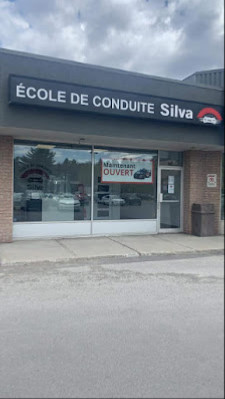 ÉCOLE DE CONDUITE Silva
Maintenant
OUVERT